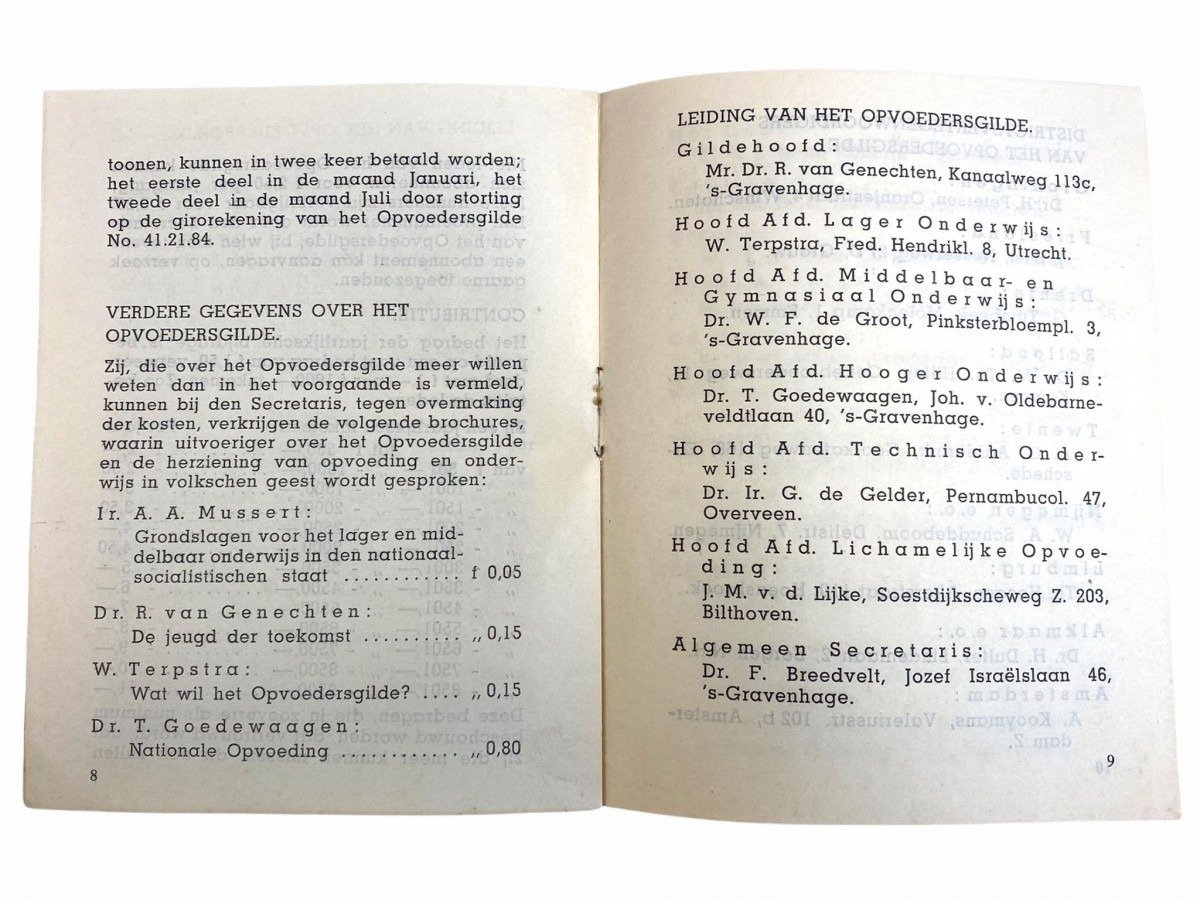 toonen, kunnen in twee keer betaald worden;
het eerste deel in de maand Januari, het
tweede deel in de maand Juli door storting
op de girorekening van het Opvoedersgilde
No. 41.21.84.
VERDERE GEGEVENS OVER HET
OPVOEDERSGILDE.
Zij, die over het Opvoedersgilde meer willen
weten dan in het voorgaande is vermeld,
kunnen bij den Secretaris, tegen overmaking
der kosten, verkrijgen de volgende brochures,
waarin uitvoeriger over het Opvoedersgilde
en de herziening van opvoeding en onder-
wijs in volkschen geest wordt gesproken:
Ir. A. A. Mussert:
Grondslagen voor het lager en mid-
delbaar onderwijs in den nationaal-
socialistischen staat ............ f 0,05
Dr. R. van Genechten:
De jeugd der toekomst .......... „ 0,15
W. Terpstra:
Wat wil het Opvoedersgilde? .... „ 0,15
Dr. T. Goedewaagen:
Nationale Opvoeding ............. „ 0,80
8
LEIDING VAN HET OPVOEDERSGILDE.
Gildehoofd:
Mr. Dr. R. van Genechten, Kanaalweg 113c,
's-Gravenhage.
Hoofd Afd. Lager Onderwijs:
W. Terpstra, Fred. Hendrikl. 8, Utrecht.
Hoofd Afd. Middelbaar- en
Gymnasiaal Onderwijs:
Dr. W. F. de Groot, Pinksterbloempl. 3,
's-Gravenhage.
Hoofd Afd. Hooger Onderwijs:
Dr. T. Goedewaagen, Joh. v. Oldebarne-
veldtlaan 40, 's-Gravenhage.
Hoofd Afd. Technisch Onder-
wijs:
Dr. Ir. G. de Gelder, Pernambucol. 47,
Overveen.
Hoofd Afd. Lichamelijke Opvoe-
ding:
J. M. v. d. Lijke, Soestdijkscheweg Z. 203,
Bilthoven.
Algemeen Secretaris:
Dr. F. Breedvelt, Jozef Israëlslaan 46,
's-Gravenhage.
9